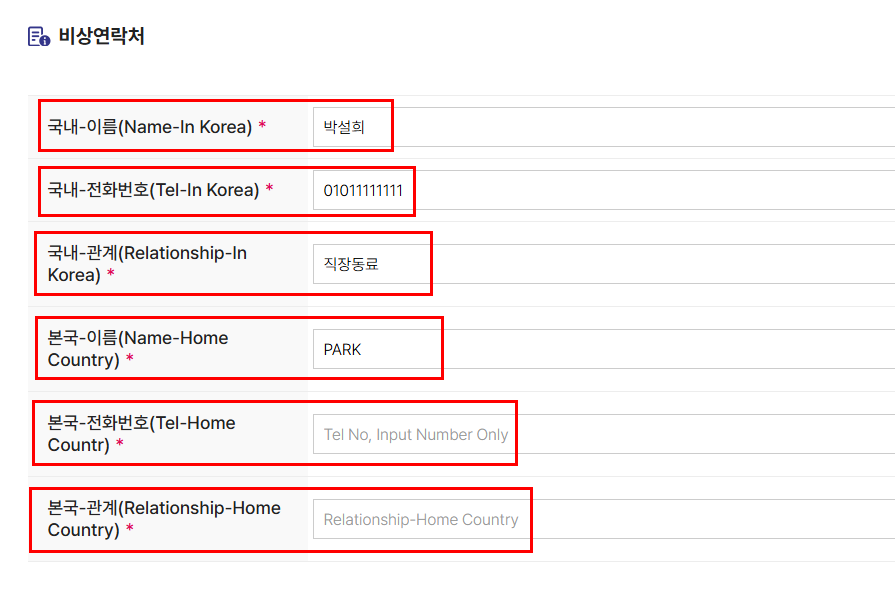 비상연락처
국내-이름(Name-In Korea) *
박설희
국내-전화번호(Tel-In Korea) *
01011111111
국내-관계(Relationship-In
Korea) *
직장동료
본국-이름(Name-Home
Country) *
PARK
본국-전화번호(Tel-Home
Countr) *
Tel No, Input Number Only
본국-관계(Relationship-Home
Country) *
Relationship-Home Country